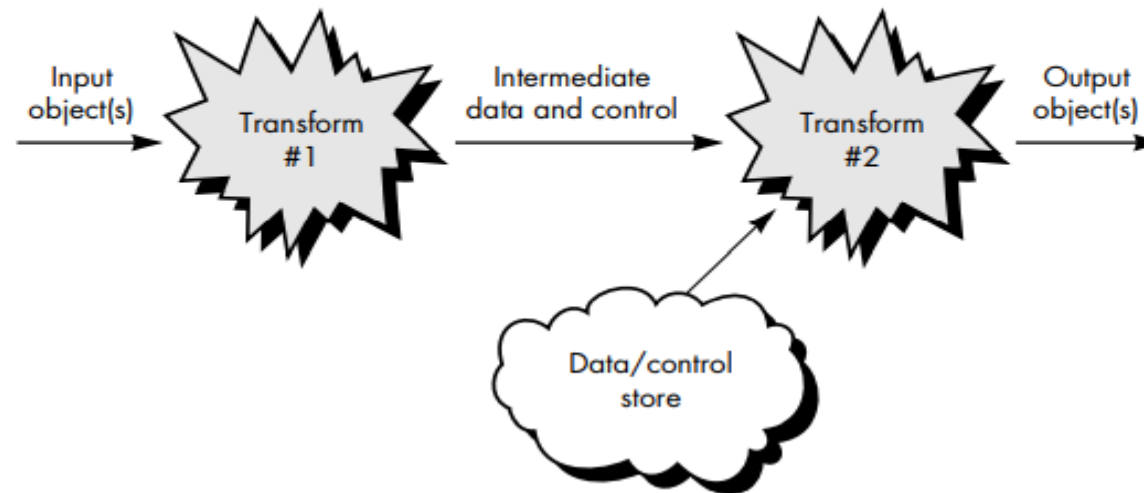 Input
object(s)
Transform
#1
Intermediate
data and control
Transform
#2
Output
object(s)
Data/control
store